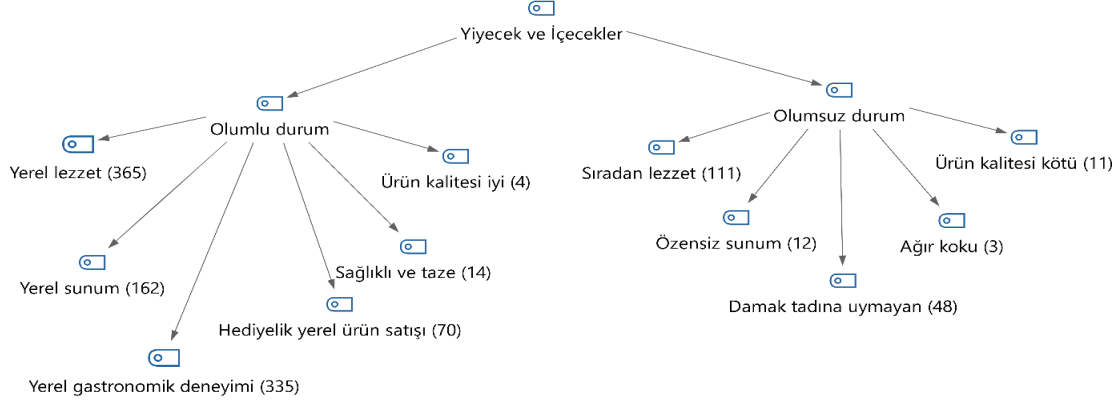 Yiyecek ve İçecekler
Olumlu durum
Yerel lezzet (365)
Yerel sunum (162)
Yerel gastronomik deneyimi (335)
Hediyelik yerel ürün satışı (70)
Sağlıklı ve taze (14)
Ürün kalitesi iyi (4)
Olumsuz durum
Sıradan lezzet (111)
Özensiz sunum (12)
Damak tadına uymayan (48)
Ağır koku (3)
Ürün kalitesi kötü (11)